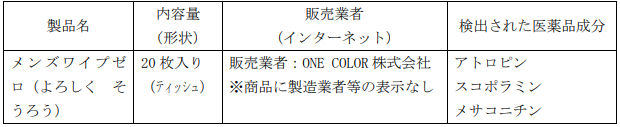 製品名
内容量
（形状）
販売業者
（インターネット）
検出された医薬品成分
メンズワイプゼ
ロ（よろしく　そ
うろう）
20 枚入り
（ﾃｨｯｼｭ）
販売業者：ONE COLOR 株式会社
※商品に製造業者等の表示なし
アトロピン
スコポラミン
メサコニチン